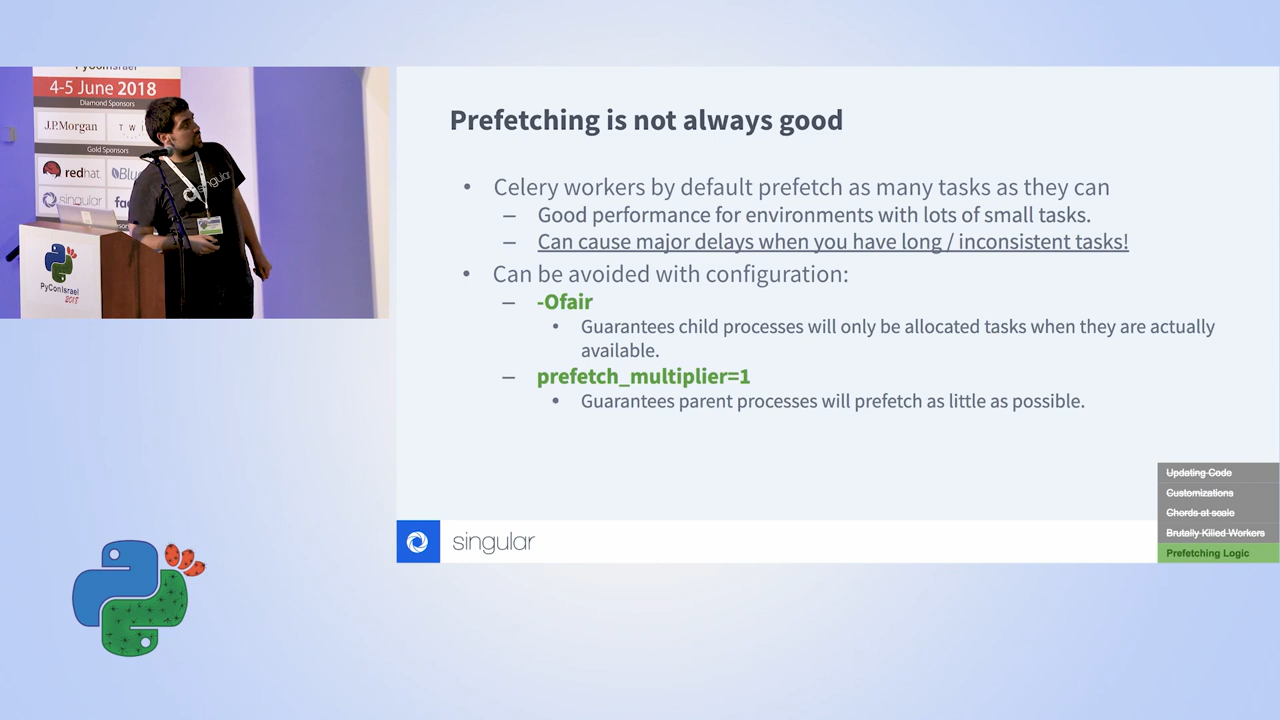 PyConIsrael
4-5 June 2018
Diamond Sponsors
J.P.Morgan
Gold Sponsors
redhat
singular
singular
PyConIsrael
2018
Prefetching is not always good
• Celery workers by default prefetch as many tasks as they can
– Good performance for environments with lots of small tasks.
– Can cause major delays when you have long / inconsistent tasks!
• Can be avoided with configuration:
– -Ofair
• Guarantees child processes will only be allocated tasks when they are actually
available.
– prefetch_multiplier=1
• Guarantees parent processes will prefetch as little as possible.
Updating Code
Customizations
Chords at scale
Brutally Killed Workers
Prefetching Logic
singular